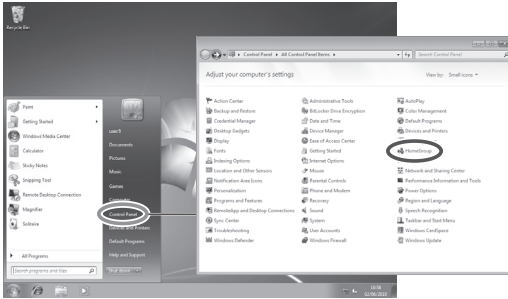 Recycle Bin
Paint
Getting Started
Windows Media Center
Calculator
Sticky Notes
Snipping Tool
Remote Desktop Connection
Magnifier
Solitaire
All Programs
Search programs and files
user3
Documents
Pictures
Music
Games
Computer
Control Panel
Devices and Printers
Default Programs
Help and Support
Shut down
Control Panel
All Control Panel Items
Search Control Panel
Adjust your computer's settings
View by: Small icons
Action Center
Administrative Tools
AutoPlay
Backup and Restore
BitLocker Drive Encryption
Color Management
Credential Manager
Date and Time
Default Programs
Desktop Gadgets
Device Manager
Devices and Printers
Display
Ease of Access Center
Fonts
Getting Started
HomeGroup
Indexing Options
Internet Options
Location and Other Sensors
Mouse
Network and Sharing Center
Notification Area Icons
Parental Controls
Performance Information and Tools
Personalization
Phone and Modem
Power Options
Programs and Features
Recovery
Region and Language
RemoteApp and Desktop Connections
Sound
Speech Recognition
Sync Center
System
Taskbar and Start Menu
Troubleshooting
User Accounts
Windows CardSpace
Windows Defender
Windows Firewall
Windows Update
02/06/2010